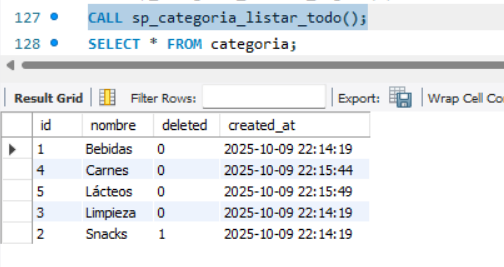 127 CALL sp_categoria_listar_todo();
128 SELECT * FROM categoria;
Result Grid Filter Rows: Export: Wrap Cell Co
id nombre deleted created_at
1 Bebidas 0 2025-10-09 22:14:19
4 Carnes 0 2025-10-09 22:15:44
5 Lácteos 0 2025-10-09 22:15:49
3 Limpieza 0 2025-10-09 22:14:19
2 Snacks 1 2025-10-09 22:14:19